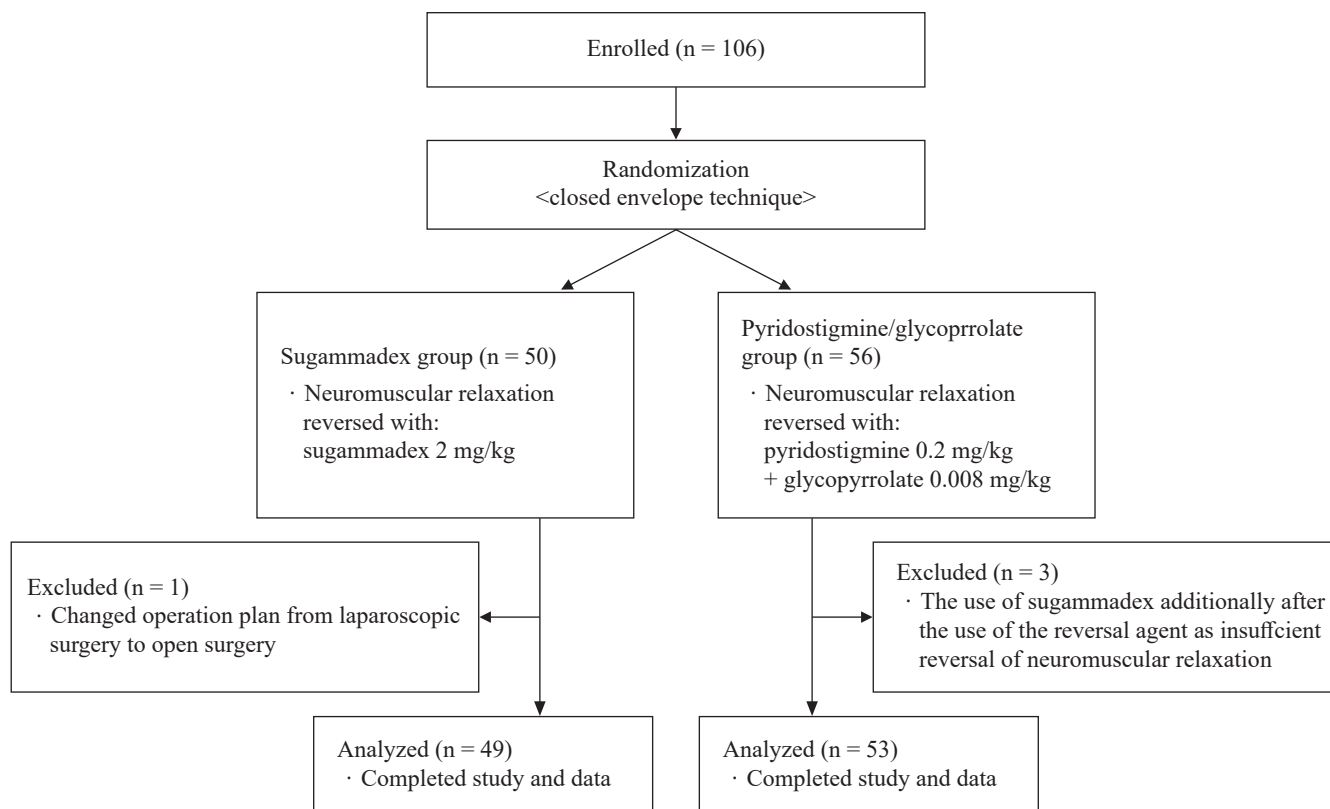 Enrolled (n = 106)
Randomization
<closed envelope technique>
Sugammadex group (n = 50)
· Neuromuscular relaxation
reversed with:
sugammadex 2 mg/kg
Pyridostigmine/glycoprrolate
group (n = 56)
· Neuromuscular relaxation
reversed with:
pyridostigmine 0.2 mg/kg
+ glycopyrrolate 0.008 mg/kg
Excluded (n = 1)
· Changed operation plan from laparoscopic
surgery to open surgery
Excluded (n = 3)
· The use of sugammadex additionally after
the use of the reversal agent as insuffcient
reversal of neuromuscular relaxation
Analyzed (n = 49)
· Completed study and data
Analyzed (n = 53)
· Completed study and data